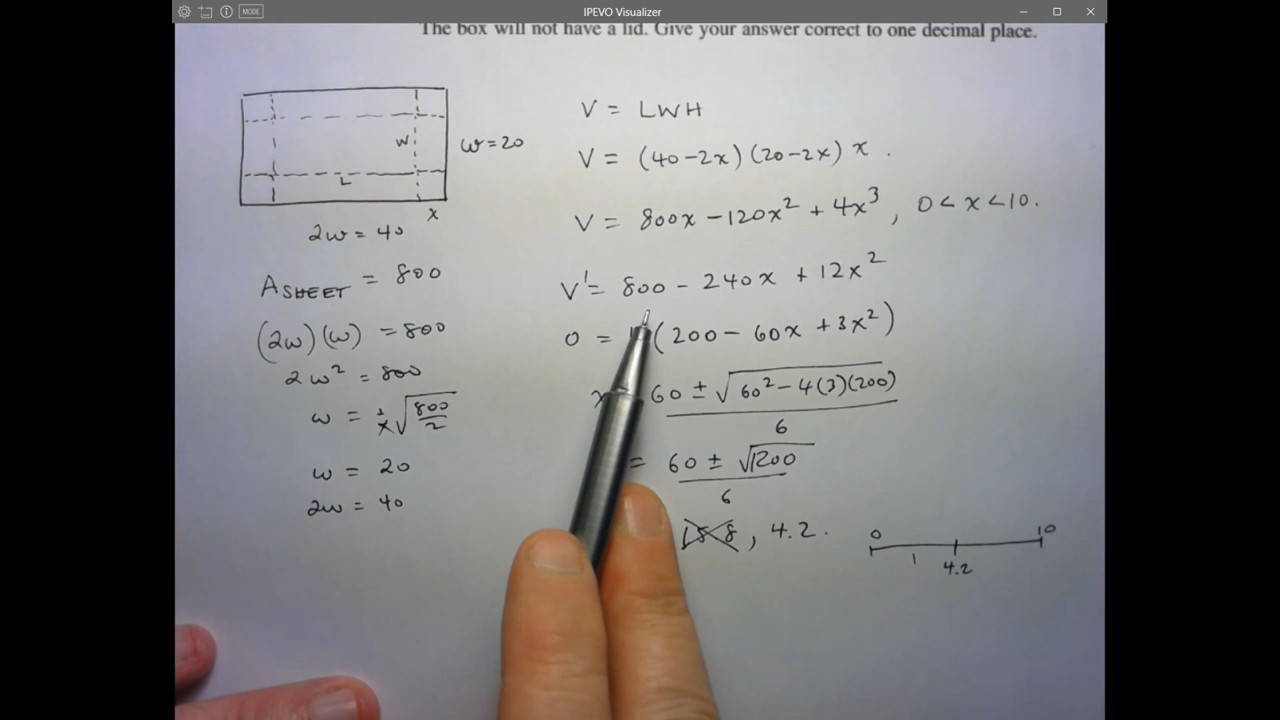 MODE
IPEVO Visualizer
The box will not have a lid. Give your answer correct to one decimal place.
W
L
w = 20
x
2w = 40
A SHEET = 800
(2w)(w) = 800
2w² = 800
w = ± √(800/2)
w = 20
2w = 40
V = LWH
V = (40-2x)(20-2x) x .
V = 800x - 120x² + 4x³ , 0 < x < 10.
V' = 800 - 240x + 12x²
0 = (200 - 60x + 3x²)
x 60 ± √(60² - 4(3)(200)) / 6
= 60 ± √1200 / 6
15.8 , 4.2 .
0 10
1 4.2